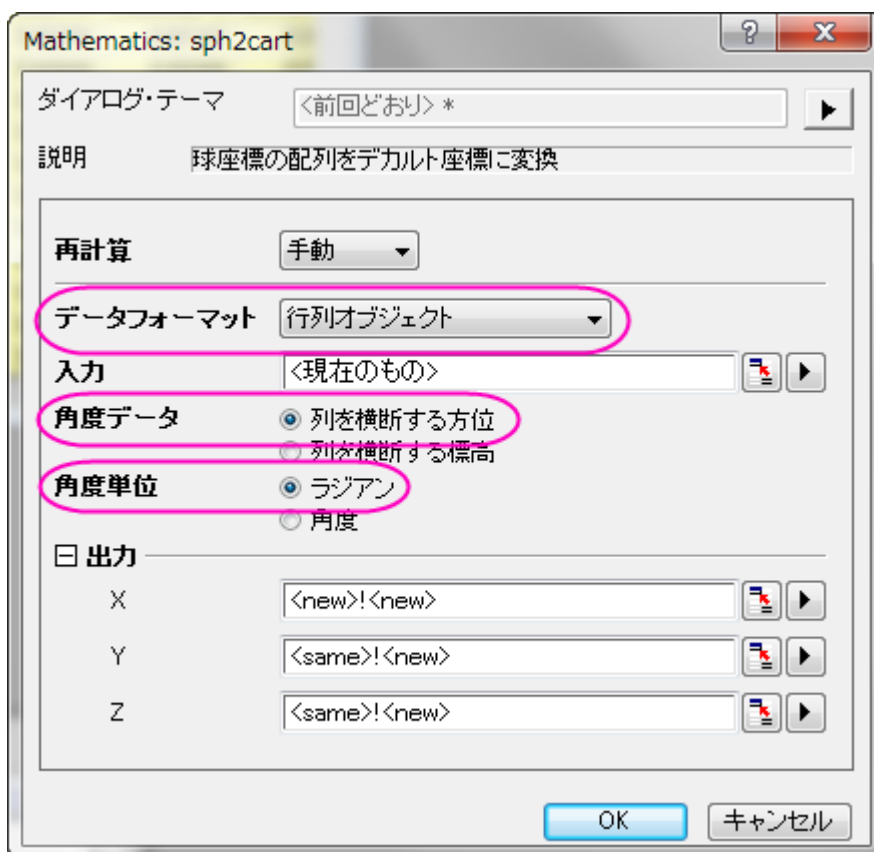 Mathematics: sph2cart
ダイアログ・テーマ <前回どおり> *
説明 球座標の配列をデカルト座標に変換
再計算 手動
データフォーマット 行列オブジェクト
入力 <現在のもの>
角度データ 列を横断する方位
列を横断する標高
角度単位 ラジアン
角度
出力
X <new>!<new>
Y <same>!<new>
Z <same>!<new>
OK キャンセル